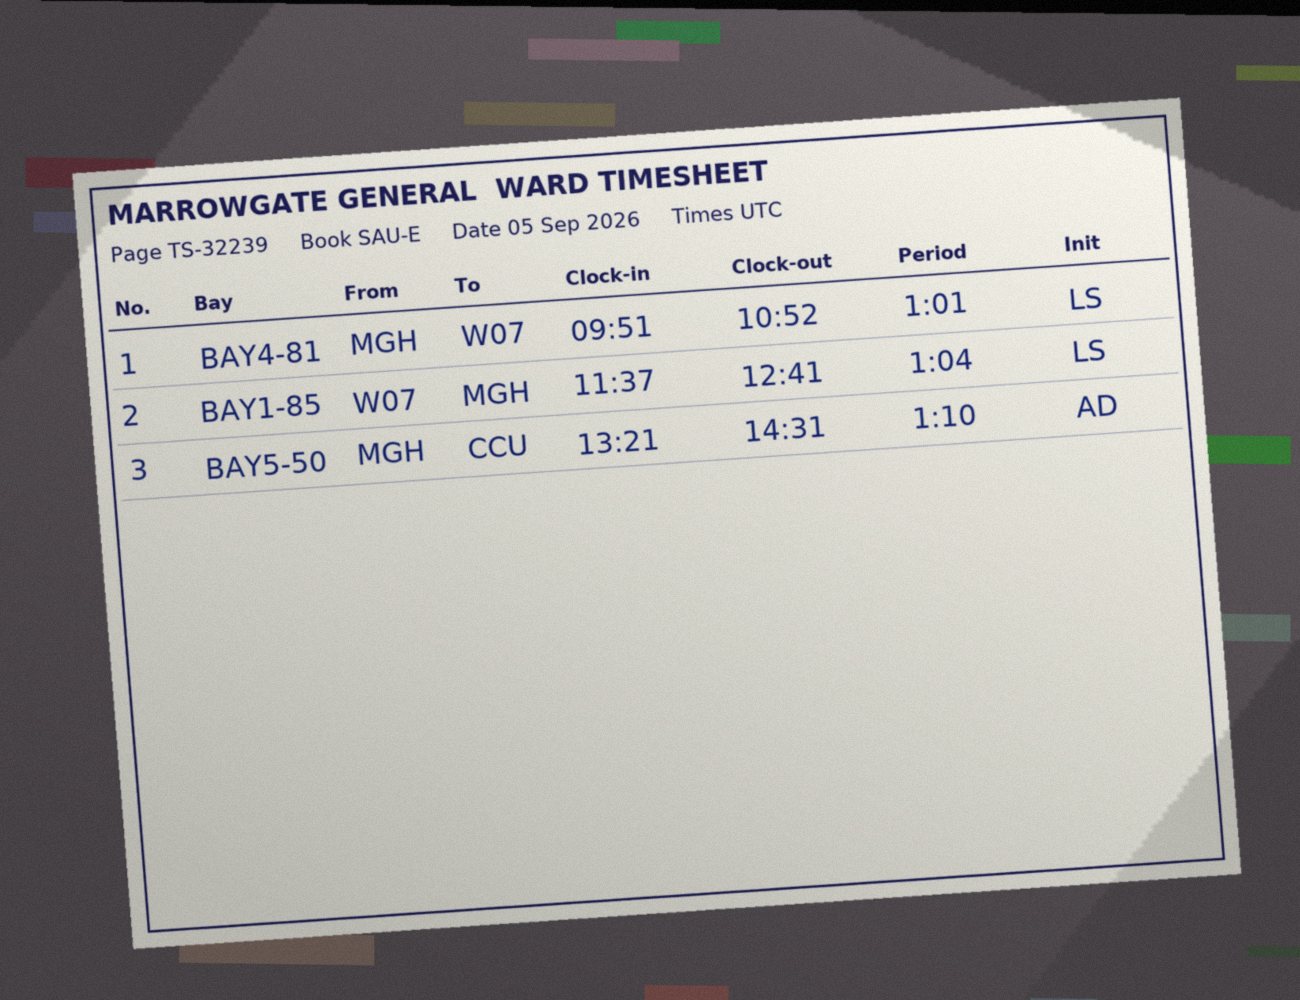 MARROWGATE GENERAL WARD TIMESHEET
Page TS-32239 Book SAU-E Date 05 Sep 2026 Times UTC
No. Bay From To Clock-in Clock-out Period Init
1 BAY4-81 MGH W07 09:51 10:52 1:01 LS
2 BAY1-85 W07 MGH 11:37 12:41 1:04 LS
3 BAY5-50 MGH CCU 13:21 14:31 1:10 AD